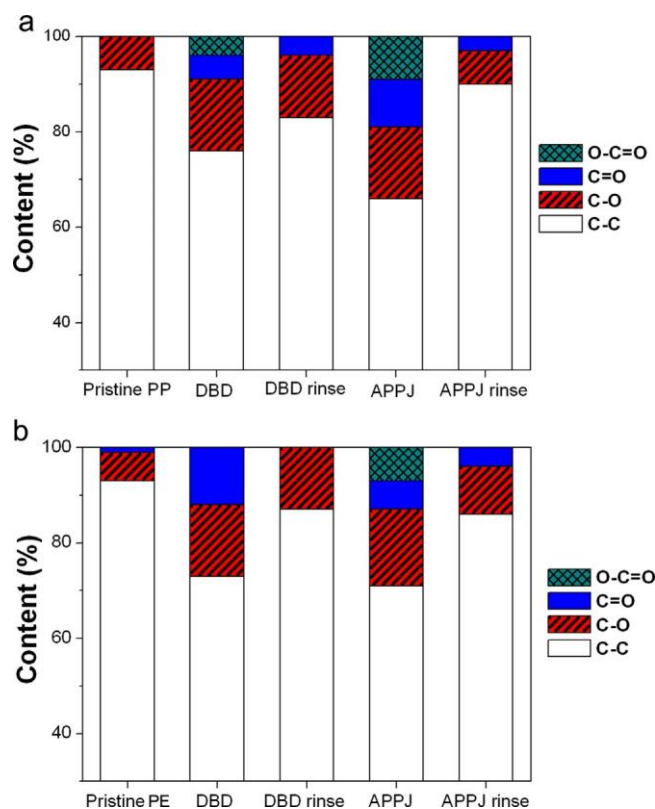 a
100
80
60
40
Content (%)
O-C=O
C=O
C-O
C-C
Pristine PP DBD DBD rinse APPJ APPJ rinse
b
100
80
60
40
Content (%)
O-C=O
C=O
C-O
C-C
Pristine PE DBD DBD rinse APPJ APPJ rinse